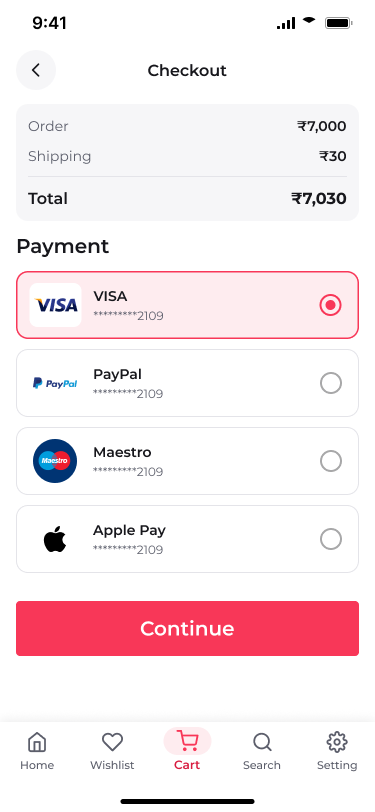 9:41
Checkout
Order ₹7,000
Shipping ₹30
Total ₹7,030
Payment
VISA
VISA
*********2109
PayPal
PayPal
*********2109
Maestro
Maestro
*********2109
Apple Pay
*********2109
Continue
Home Wishlist Cart Search Setting